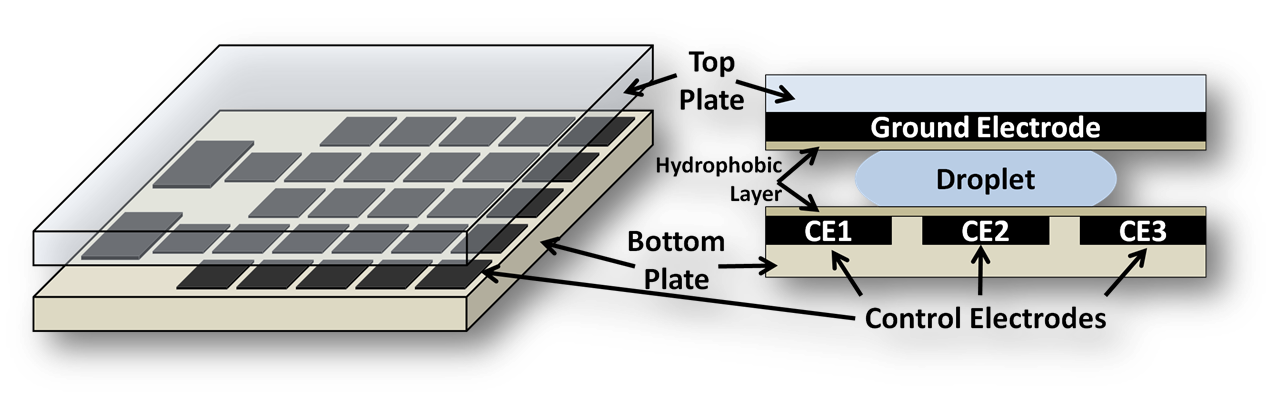 Top
Plate
Ground Electrode
Hydrophobic
Layer
Droplet
CE1
CE2
CE3
Bottom
Plate
Control Electrodes